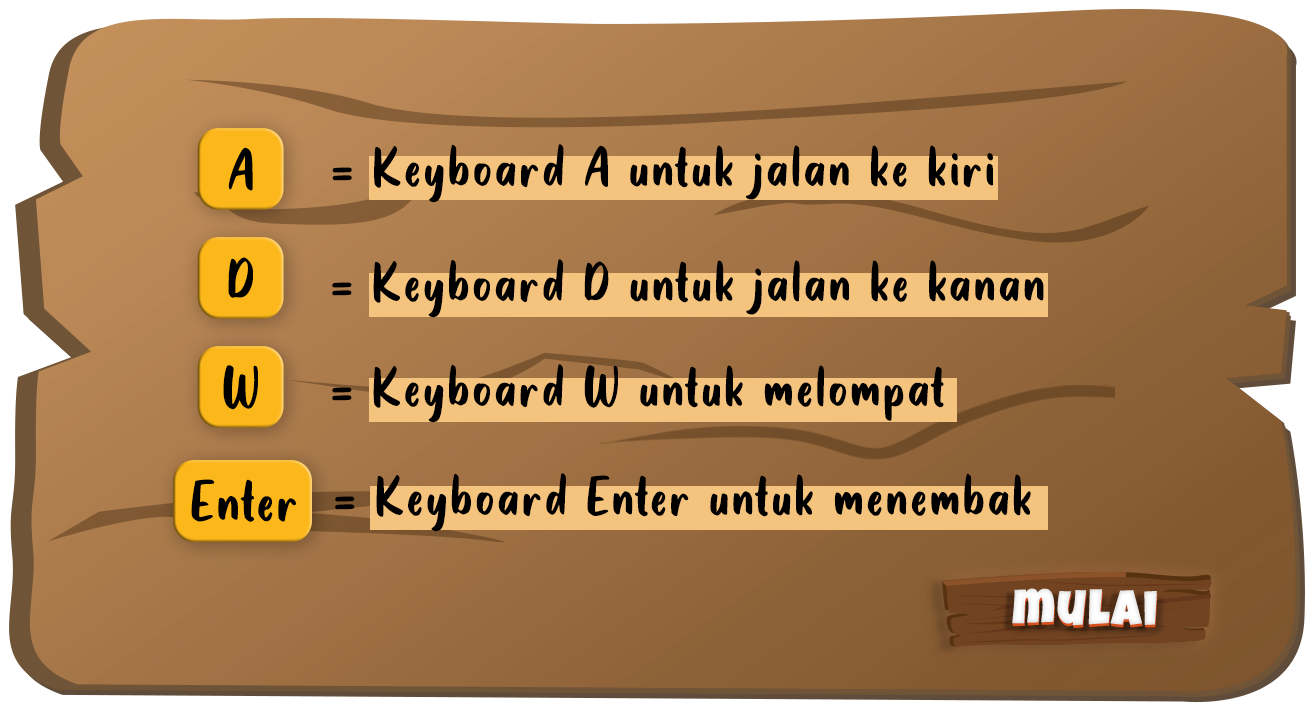 A = Keyboard A untuk jalan ke kiri
D = Keyboard D untuk jalan ke kanan
W = Keyboard W untuk melompat
Enter = Keyboard Enter untuk menembak
MULAI